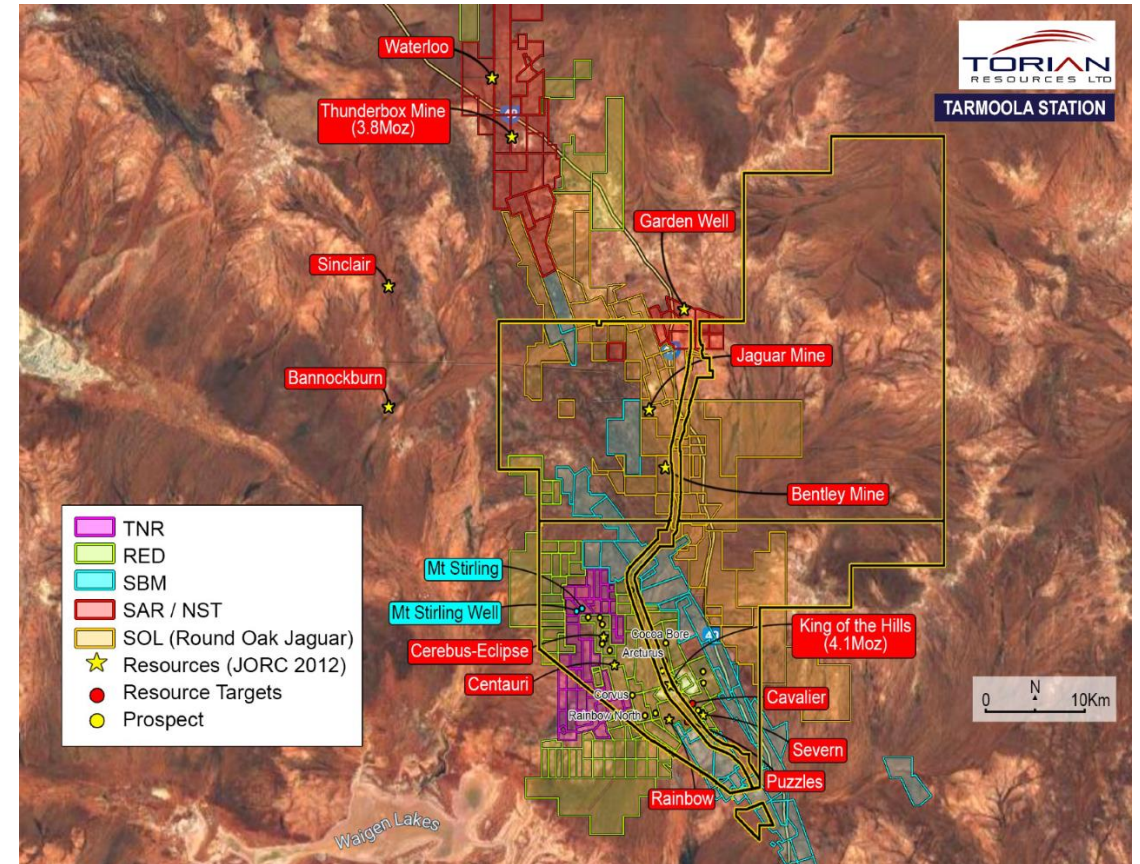 TORIAN
RESOURCES LTD
TARMOOLA STATION
Waterloo
Thunderbox Mine
(3.8Moz)
Garden Well
Sinclair
Jaguar Mine
Bannockburn
Bentley Mine
TNR
RED
SBM
SAR / NST
SOL (Round Oak Jaguar)
Resources (JORC 2012)
Resource Targets
Prospect
Mt Stirling
Mt Stirling Well
Cocoa Bore
King of the Hills
(4.1Moz)
Cerebus-Eclipse
Arcturus
Centauri
Cavalier
Corvus
Rainbow North
Severn
Puzzles
Rainbow
N
0 10Km
Waigen Lakes